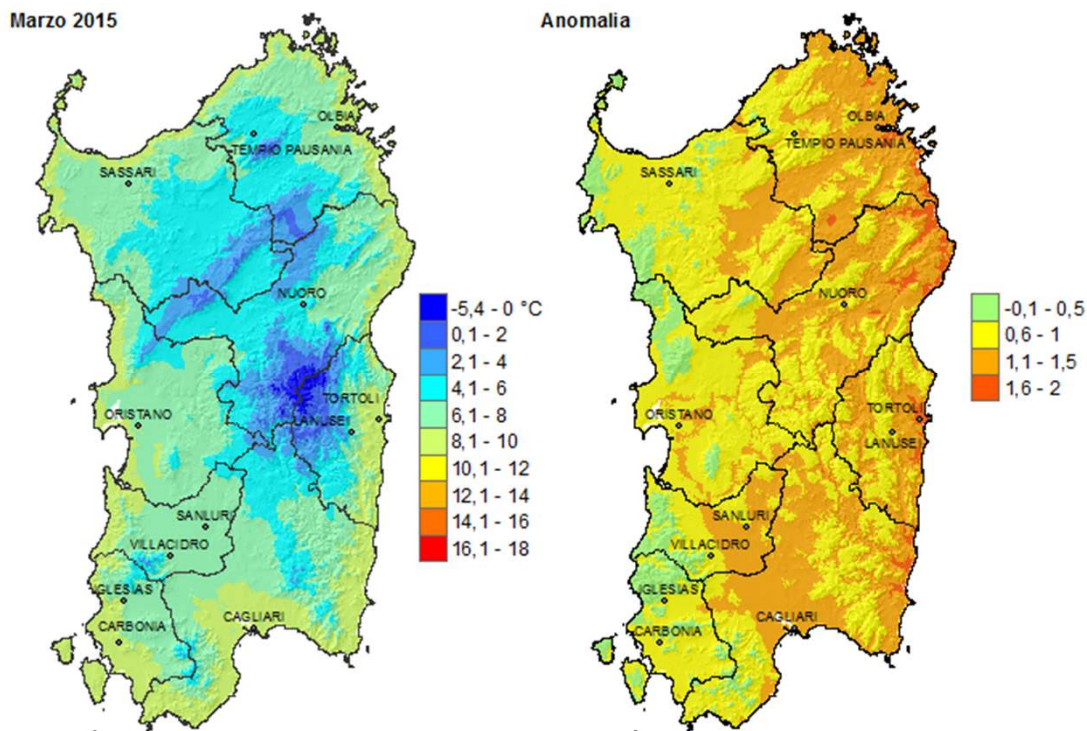 Marzo 2015
OLBIA
TEMPIO PAUSANIA
SASSARI
NUORO
ORISTANO
TORTOLI
LANUSEI
SANLURI
VILLACIDRO
IGLESIAS
CARBONIA
CAGLIARI
-5,4 - 0 °C
0,1 - 2
2,1 - 4
4,1 - 6
6,1 - 8
8,1 - 10
10,1 - 12
12,1 - 14
14,1 - 16
16,1 - 18
Anomalia
OLBIA
TEMPIO PAUSANIA
SASSARI
NUORO
ORISTANO
TORTOLI
LANUSEI
SANLURI
VILLACIDRO
IGLESIAS
CARBONIA
CAGLIARI
-0,1 - 0,5
0,6 - 1
1,1 - 1,5
1,6 - 2